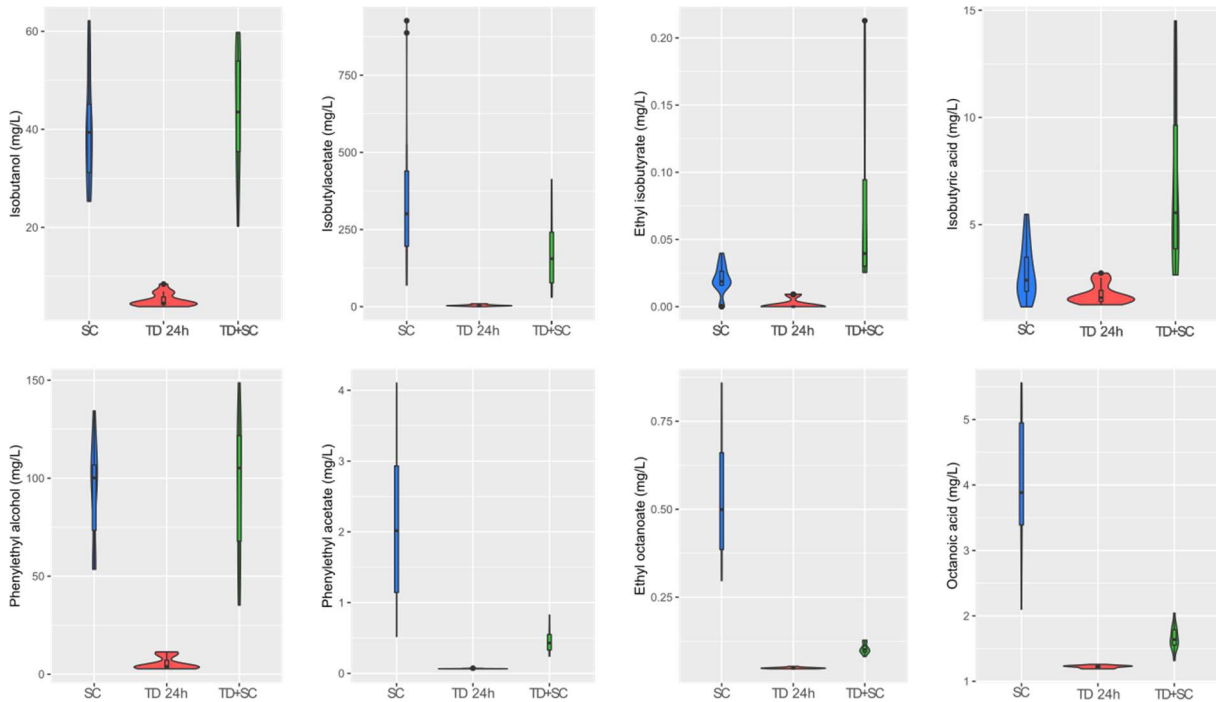 Isobutanol (mg/L)
60
40
20
SC
TD 24h
TD+SC
Isobutylacetate (mg/L)
750
500
250
0
SC
TD 24h
TD+SC
Ethyl isobutyrate (mg/L)
0.20
0.15
0.10
0.05
0.00
SC
TD 24h
TD+SC
Isobutyric acid (mg/L)
15
10
5
SC
TD 24h
TD+SC
Phenylethyl alcohol (mg/L)
150
100
50
0
SC
TD 24h
TD+SC
Phenylethyl acetate (mg/L)
4
3
2
1
0
SC
TD 24h
TD+SC
Ethyl octanoate (mg/L)
0.75
0.50
0.25
SC
TD 24h
TD+SC
Octanoic acid (mg/L)
5
4
3
2
1
SC
TD 24h
TD+SC